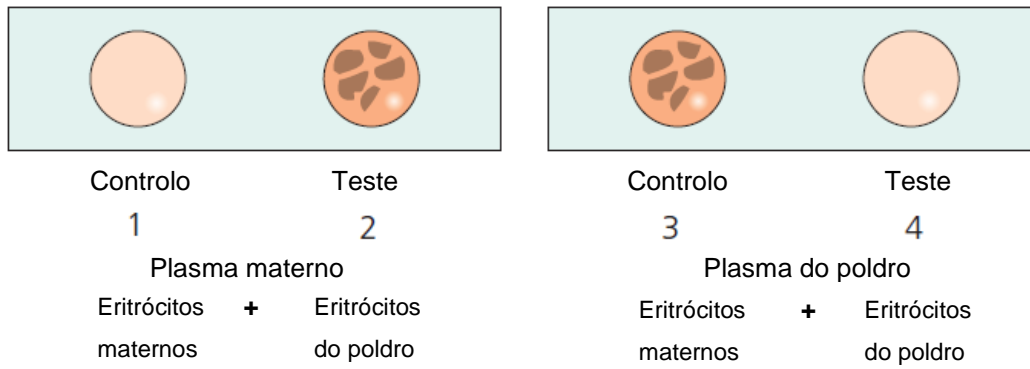 Controlo Teste Controlo Teste
1 2 3 4
Plasma materno Plasma do poldro
Eritrócitos + Eritrócitos Eritrócitos + Eritrócitos
maternos do poldro maternos do poldro